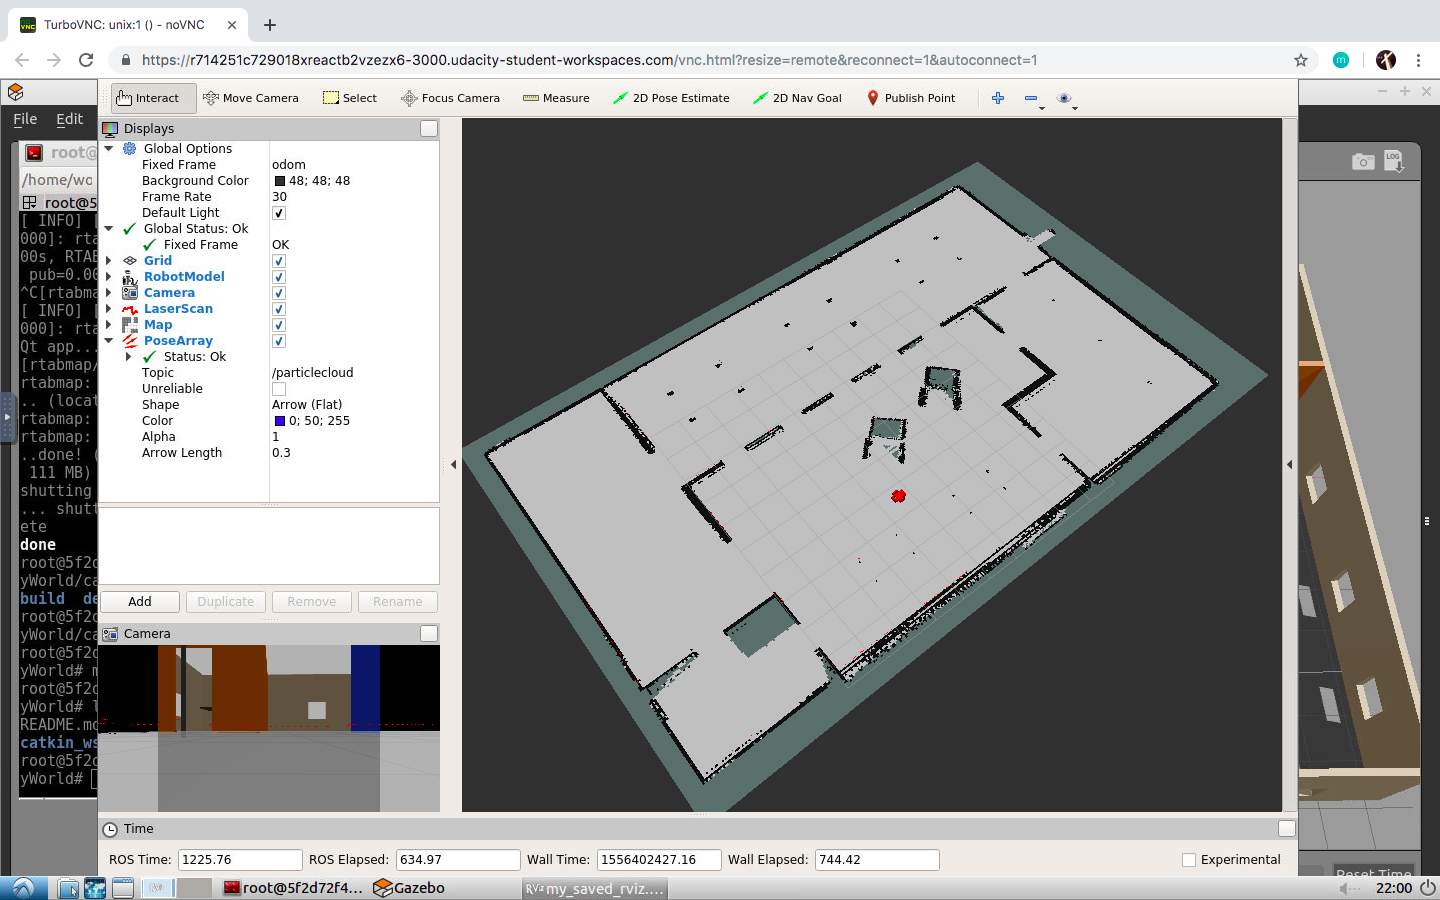 TurboVNC: unix:1 () - noVNC
https://r714251c729018xreactb2vzezx6-3000.udacity-student-workspaces.com/vnc.html?resize=remote&reconnect=1&autoconnect=1
File Edit
root@
/home/wo
root@5
[ INFO] [
000]: rta
00s, RTAB
pub=0.00
^C[rtabma
[ INFO] [
000]: rta
Qt app...
[rtabmap/
rtabmap:
.. (locat
rtabmap:
rtabmap:
..done! (
111 MB)
shutting
... shutt
ete
done
root@5f2d
yWorld/ca
build de
root@5f2d
yWorld/ca
root@5f2d
yWorld# m
root@5f2d
yWorld# l
README.md
catkin_ws
root@5f2d
yWorld# [
Interact Move Camera Select Focus Camera Measure 2D Pose Estimate 2D Nav Goal Publish Point
Displays
Global Options
Fixed Frame odom
Background Color 48; 48; 48
Frame Rate 30
Default Light ✓
Global Status: Ok
Fixed Frame OK
Grid
RobotModel
Camera
LaserScan
Map
PoseArray
Status: Ok
Topic /particlecloud
Unreliable
Shape Arrow (Flat)
Color 0; 50; 255
Alpha 1
Arrow Length 0.3
Add Duplicate Remove Rename
Camera
LOG
Time
ROS Time: 1225.76 ROS Elapsed: 634.97 Wall Time: 1556402427.16 Wall Elapsed: 744.42 Experimental
Reset Time
root@5f2d72f4... Gazebo RViz my_saved_rviz.... 22:00